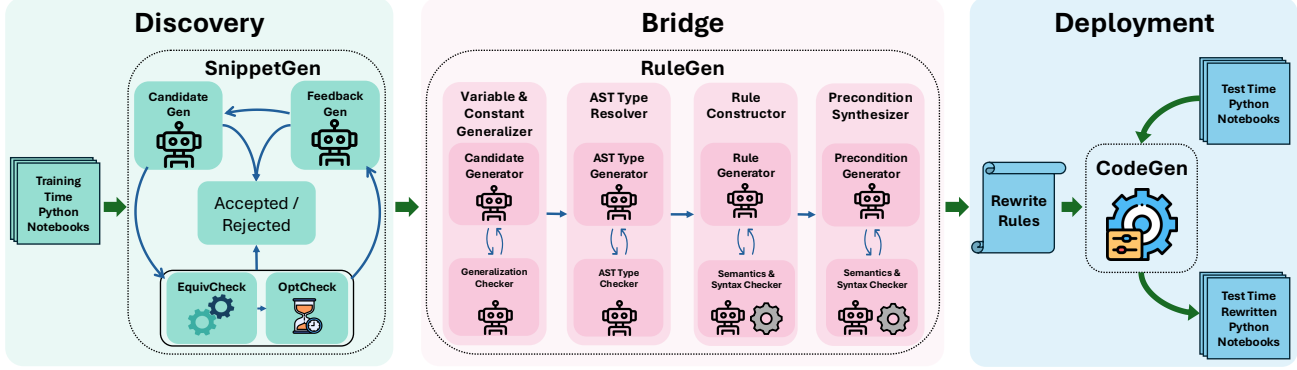 Discovery
SnippetGen
Candidate
Gen
Feedback
Gen
Training
Time
Python
Notebooks
Accepted /
Rejected
EquivCheck
OptCheck
Bridge
RuleGen
Variable &
Constant
Generalizer
Candidate
Generator
Generalization
Checker
AST Type
Resolver
AST Type
Generator
AST Type
Checker
Rule
Constructor
Rule
Generator
Semantics &
Syntax Checker
Precondition
Synthesizer
Precondition
Generator
Semantics &
Syntax Checker
Deployment
Rewrite
Rules
Test Time
Python
Notebooks
CodeGen
Test Time
Rewritten
Python
Notebooks